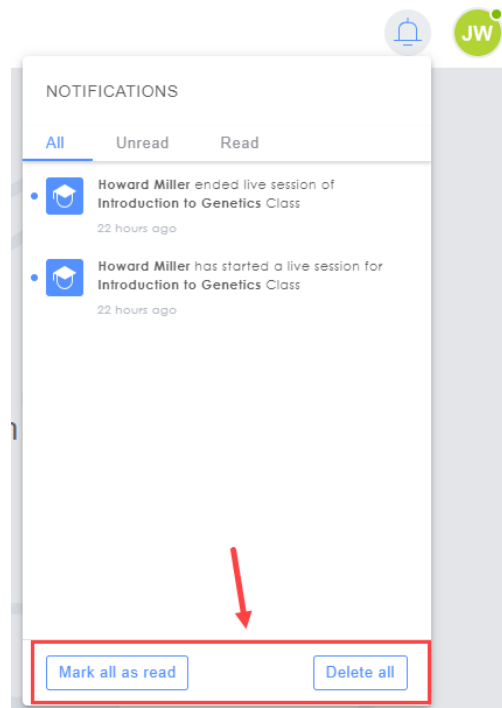 JW
NOTIFICATIONS
All Unread Read
Howard Miller ended live session of
Introduction to Genetics Class
22 hours ago
Howard Miller has started a live session for
Introduction to Genetics Class
22 hours ago
Mark all as read Delete all